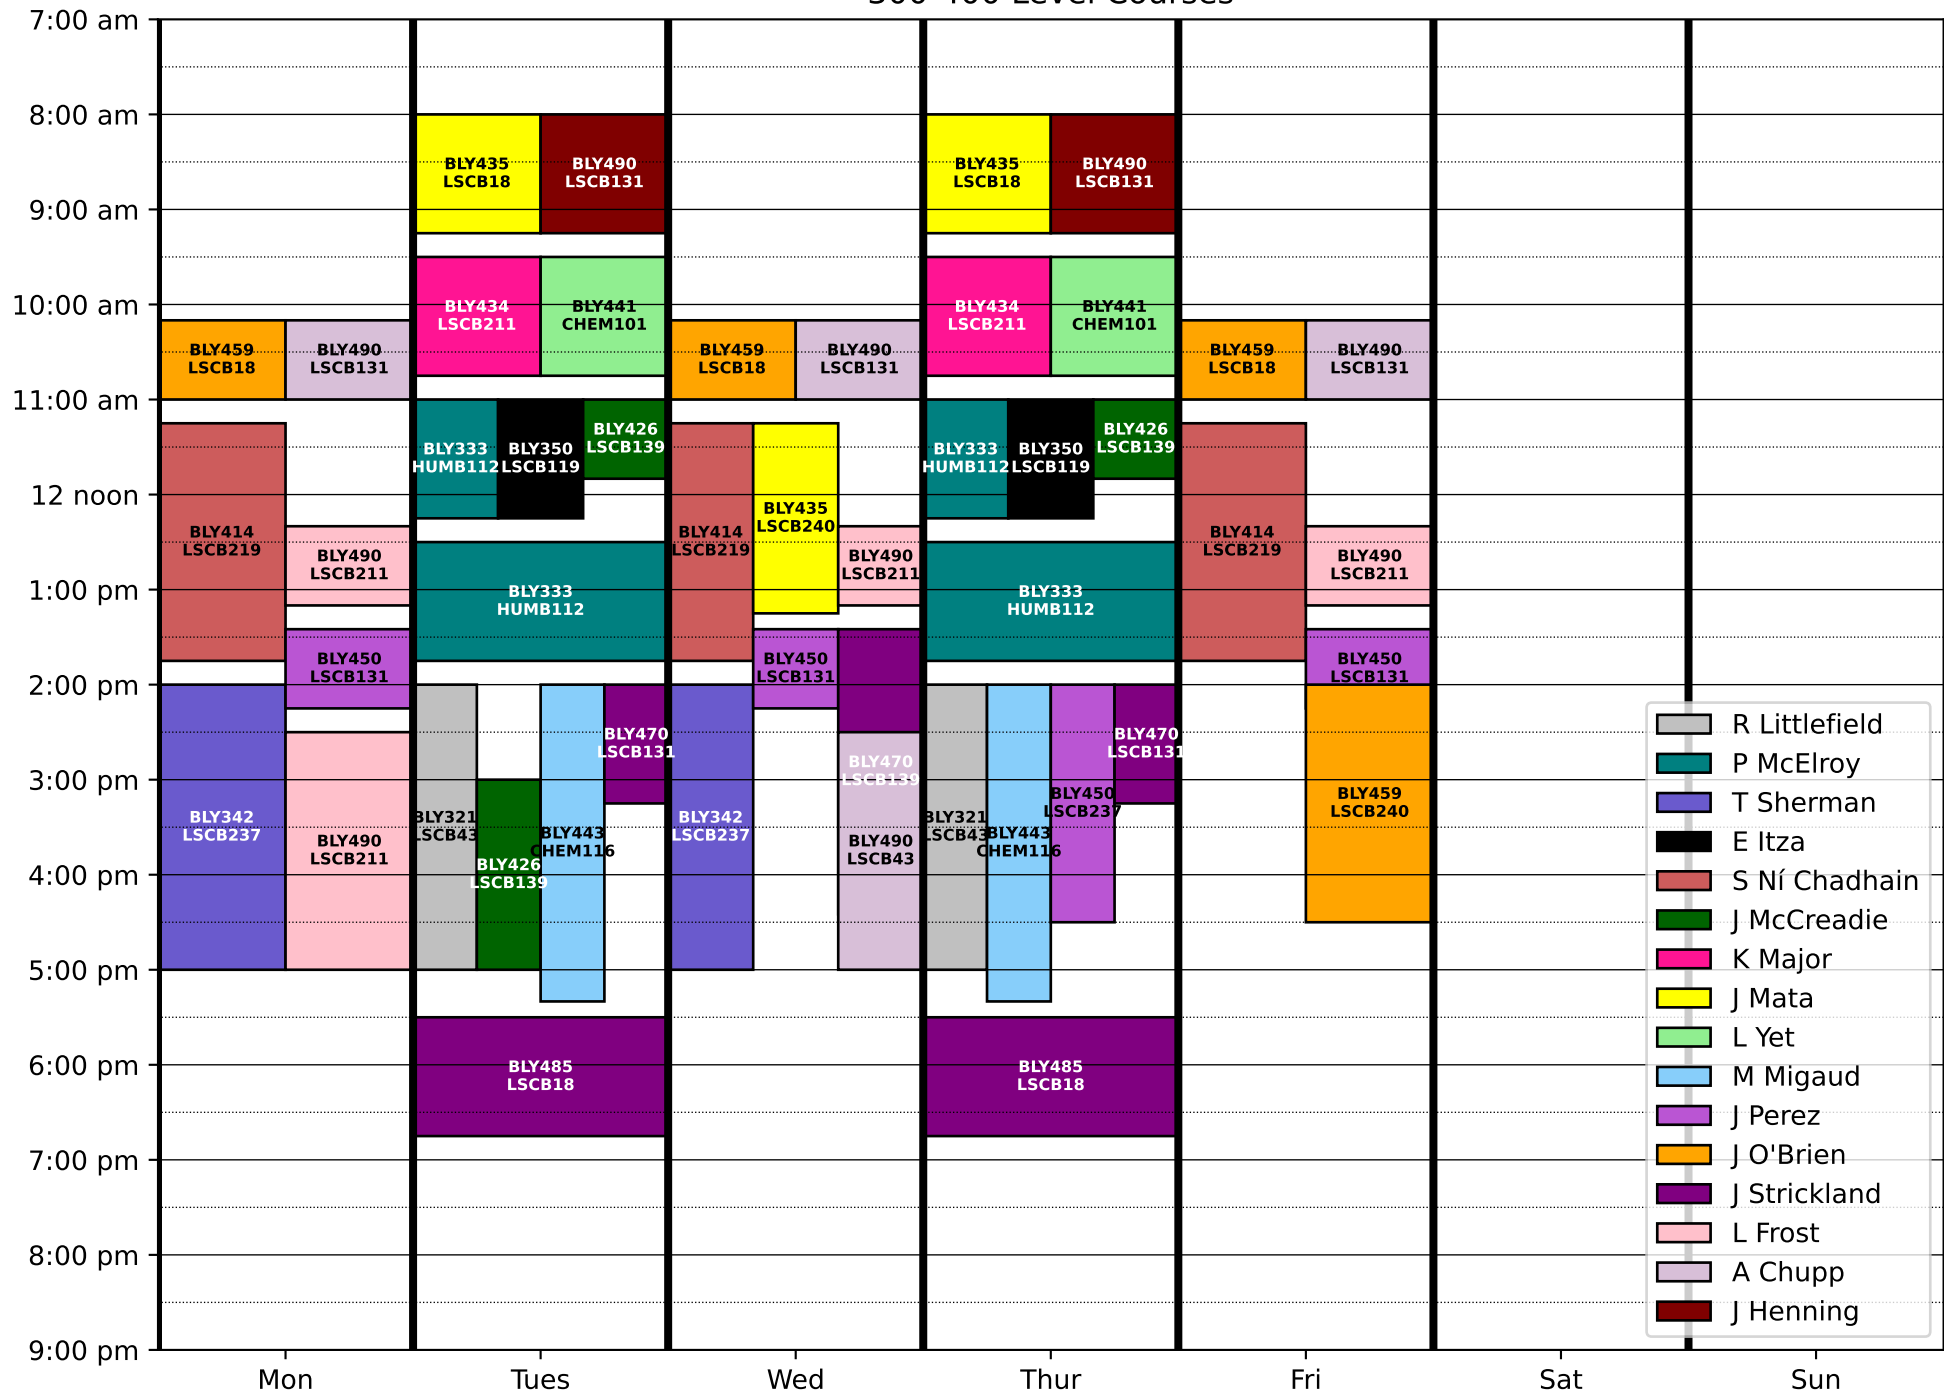 300-400 Level Courses
7:00 am
8:00 am
9:00 am
10:00 am
11:00 am
12 noon
1:00 pm
2:00 pm
3:00 pm
4:00 pm
5:00 pm
6:00 pm
7:00 pm
8:00 pm
9:00 pm
BLY459
LSCB18
BLY490
LSCB131
BLY414
LSCB219
BLY490
LSCB211
BLY450
LSCB131
BLY342
LSCB237
BLY490
LSCB211
BLY435
LSCB18
BLY490
LSCB131
BLY434
LSCB211
BLY441
CHEM101
BLY333
HUMB112
BLY350
LSCB119
BLY426
LSCB139
BLY333
HUMB112
BLY321
LSCB43
BLY426
LSCB139
BLY443
CHEM116
BLY470
LSCB131
BLY485
LSCB18
BLY459
LSCB18
BLY490
LSCB131
BLY414
LSCB219
BLY435
LSCB240
BLY490
LSCB211
BLY450
LSCB131
BLY342
LSCB237
BLY470
LSCB139
BLY490
LSCB43
BLY435
LSCB18
BLY490
LSCB131
BLY434
LSCB211
BLY441
CHEM101
BLY333
HUMB112
BLY350
LSCB119
BLY426
LSCB139
BLY333
HUMB112
BLY321
LSCB43
BLY443
CHEM116
BLY450
LSCB237
BLY470
LSCB131
BLY485
LSCB18
BLY459
LSCB18
BLY490
LSCB131
BLY414
LSCB219
BLY490
LSCB211
BLY450
LSCB131
BLY459
LSCB240
R Littlefield
P McElroy
T Sherman
E Itza
S Ní Chadhain
J McCreadie
K Major
J Mata
L Yet
M Migaud
J Perez
J O'Brien
J Strickland
L Frost
A Chupp
J Henning
Mon
Tues
Wed
Thur
Fri
Sat
Sun